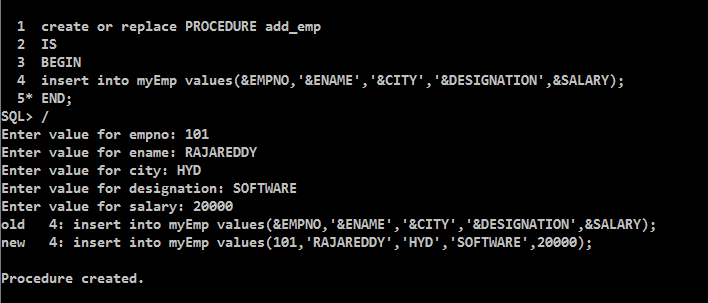 1  create or replace PROCEDURE add_emp
2  IS
3  BEGIN
4  insert into myEmp values(&EMPNO,'&ENAME','&CITY','&DESIGNATION',&SALARY);
5* END;
SQL> /
Enter value for empno: 101
Enter value for ename: RAJAREDDY
Enter value for city: HYD
Enter value for designation: SOFTWARE
Enter value for salary: 20000
old   4: insert into myEmp values(&EMPNO,'&ENAME','&CITY','&DESIGNATION',&SALARY);
new   4: insert into myEmp values(101,'RAJAREDDY','HYD','SOFTWARE',20000);
Procedure created.